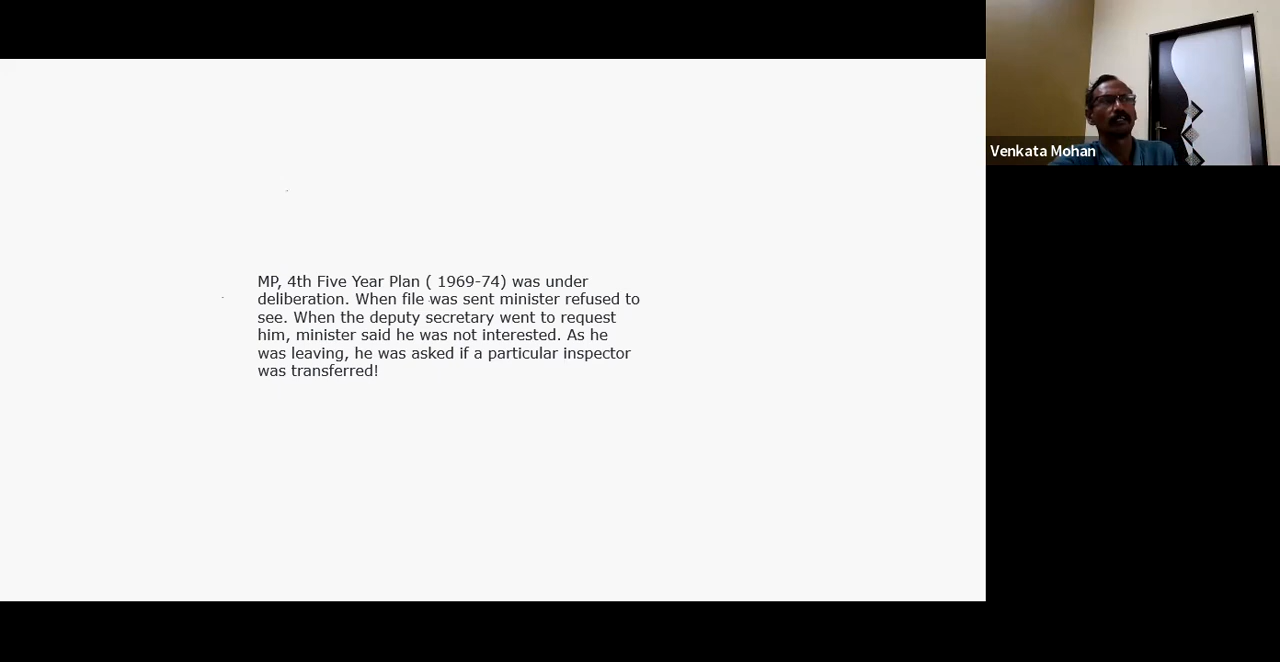 MP, 4th Five Year Plan ( 1969-74) was under
deliberation. When file was sent minister refused to
see. When the deputy secretary went to request
him, minister said he was not interested. As he
was leaving, he was asked if a particular inspector
was transferred!
Venkata Mohan